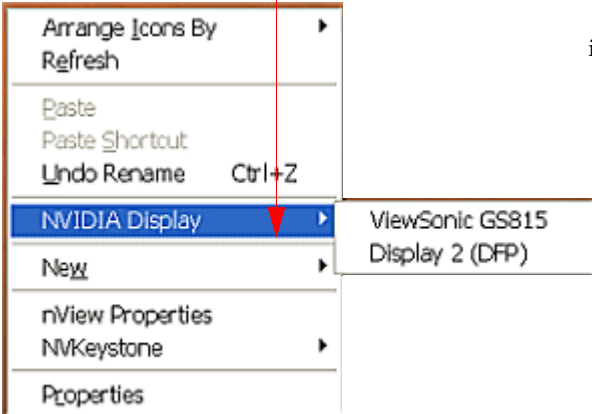 Arrange Icons By
Refresh
Paste
Paste Shortcut
Undo Rename Ctrl+Z
NVIDIA Display
ViewSonic GS815
Display 2 (DFP)
New
nView Properties
NVKeystone
Properties